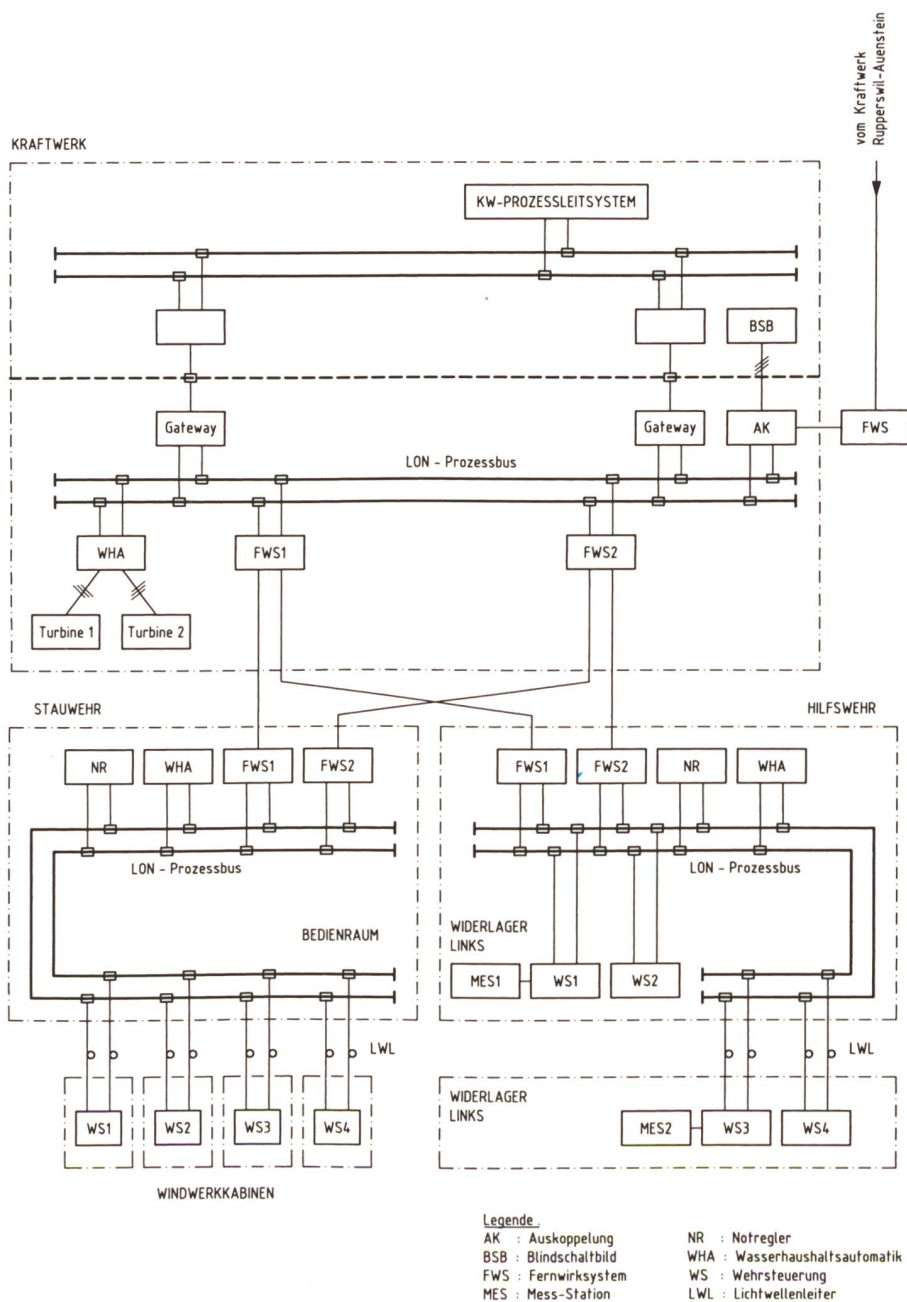 vom Kraftwerk
Rupperswil-Auenstein
KRAFTWERK
KW-PROZESSLEITSYSTEM
BSB
Gateway
Gateway
AK
FWS
LON - Prozessbus
WHA
FWS1
FWS2
Turbine 1
Turbine 2
STAUWEHR
HILFSWEHR
NR
WHA
FWS1
FWS2
FWS1
FWS2
NR
WHA
LON - Prozessbus
LON - Prozessbus
BEDIENRAUM
WIDERLAGER
LINKS
MES1
WS1
WS2
LWL
LWL
WIDERLAGER
LINKS
WS1
WS2
WS3
WS4
MES2
WS3
WS4
WINDWERKKABINEN
Legende :
AK : Auskoppelung
BSB : Blindschaltbild
FWS : Fernwirksystem
MES : Mess-Station
NR : Notregler
WHA : Wasserhaushaltsautomatik
WS : Wehrsteuerung
LWL : Lichtwellenleiter